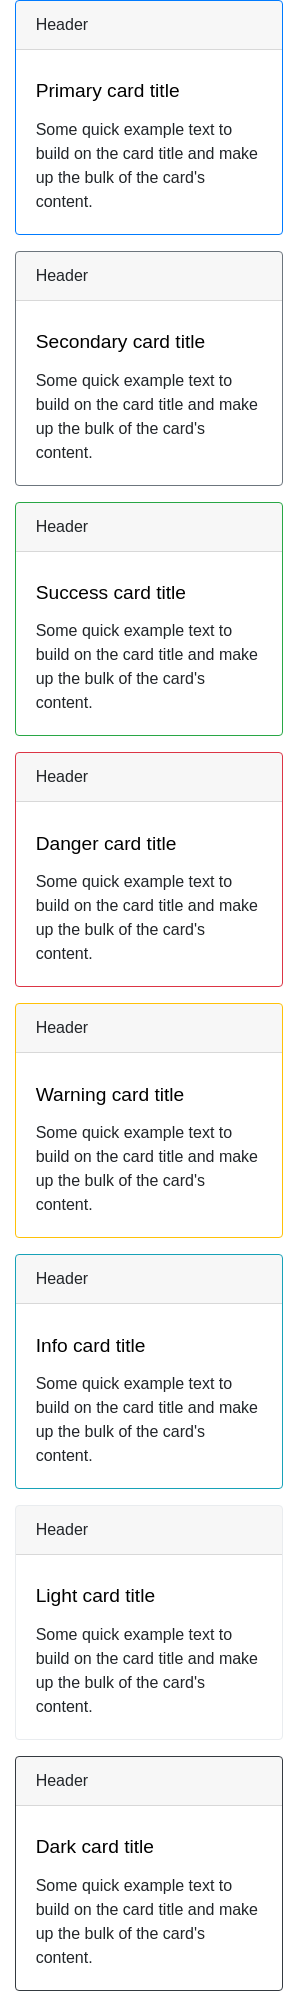 Header
Primary card title
Some quick example text to
build on the card title and make
up the bulk of the card's
content.
Header
Secondary card title
Some quick example text to
build on the card title and make
up the bulk of the card's
content.
Header
Success card title
Some quick example text to
build on the card title and make
up the bulk of the card's
content.
Header
Danger card title
Some quick example text to
build on the card title and make
up the bulk of the card's
content.
Header
Warning card title
Some quick example text to
build on the card title and make
up the bulk of the card's
content.
Header
Info card title
Some quick example text to
build on the card title and make
up the bulk of the card's
content.
Header
Light card title
Some quick example text to
build on the card title and make
up the bulk of the card's
content.
Header
Dark card title
Some quick example text to
build on the card title and make
up the bulk of the card's
content.